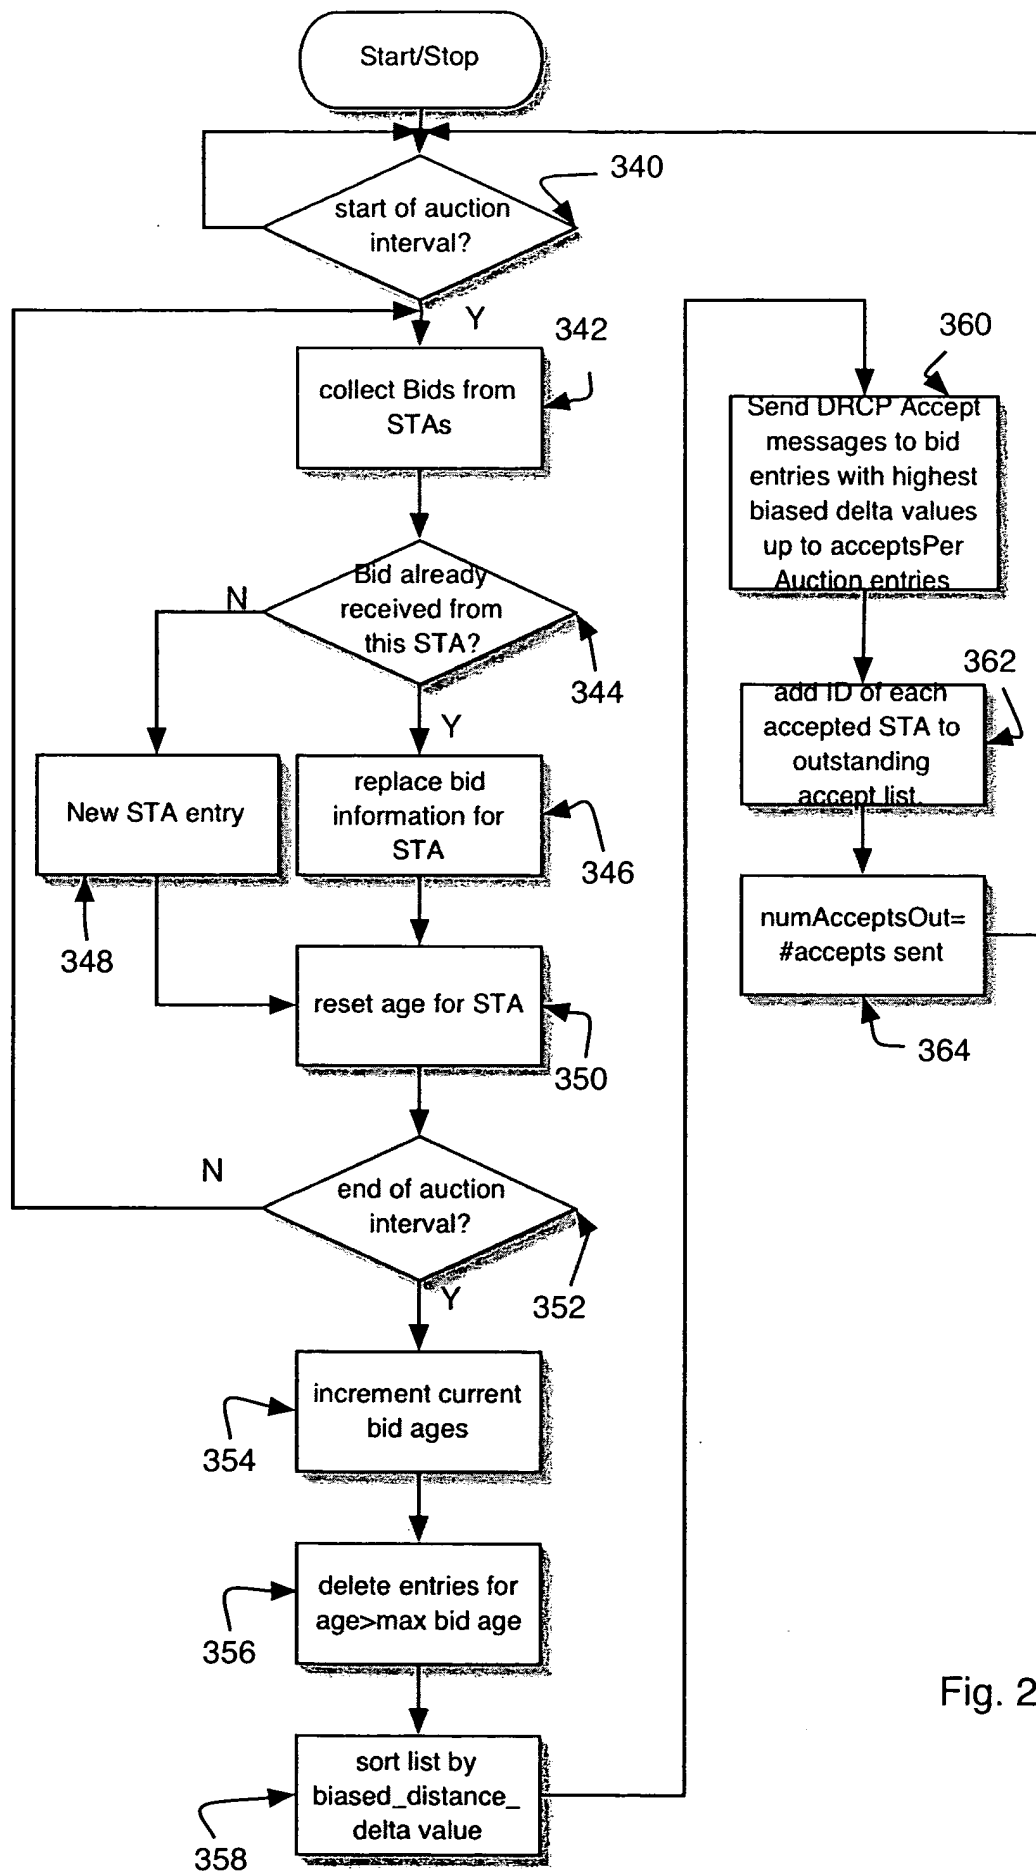 Start/Stop
340
start of auction
interval?
Y
342
collect Bids from
STAs
Bid already
received from
this STA?
N
344
Y
New STA entry
348
replace bid
information for
STA
346
reset age for STA
350
end of auction
interval?
N
352
Y
increment current
bid ages
354
delete entries for
age>max bid age
356
sort list by
biased_distance_
delta value
358
360
Send DRCP Accept
messages to bid
entries with highest
biased delta values
up to acceptsPer
Auction entries
362
add ID of each
accepted STA to
outstanding
accept list.
numAcceptsOut=
#accepts sent
364
Fig. 2